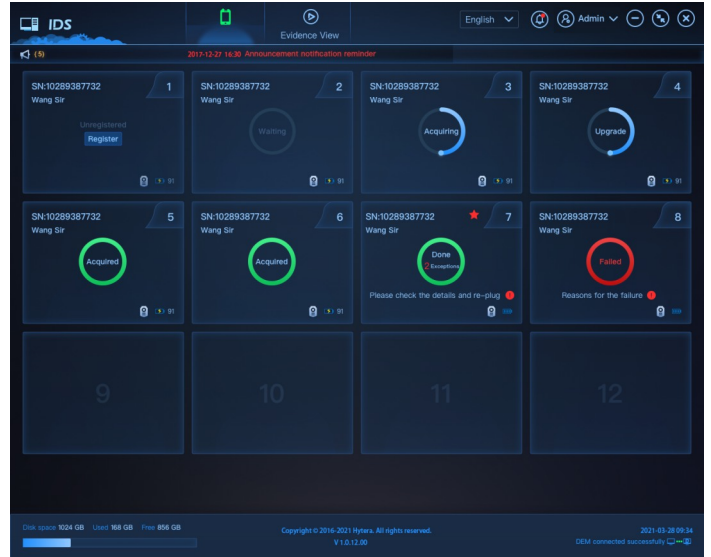 IDS
Evidence View
English
Admin
(5)
2017-12-27 16:30 Announcement notification reminder
SN:10289387732
1
Wang Sir
Unregistered
Register
91
SN:10289387732
2
Wang Sir
Waiting
91
SN:10289387732
3
Wang Sir
Acquiring
91
SN:10289387732
4
Wang Sir
Upgrade
91
SN:10289387732
5
Wang Sir
Acquired
91
SN:10289387732
6
Wang Sir
Acquired
91
SN:10289387732
7
Wang Sir
Done
2 Exceptions
Please check the details and re-plug
SN:10289387732
8
Wang Sir
Failed
Reasons for the failure
9
10
11
12
Disk space 1024 GB Used 168 GB Free 856 GB
Copyright © 2016-2021 Hytera. All rights reserved.
V 1.0.12.00
2021-03-28 09:34
DEM connected successfully